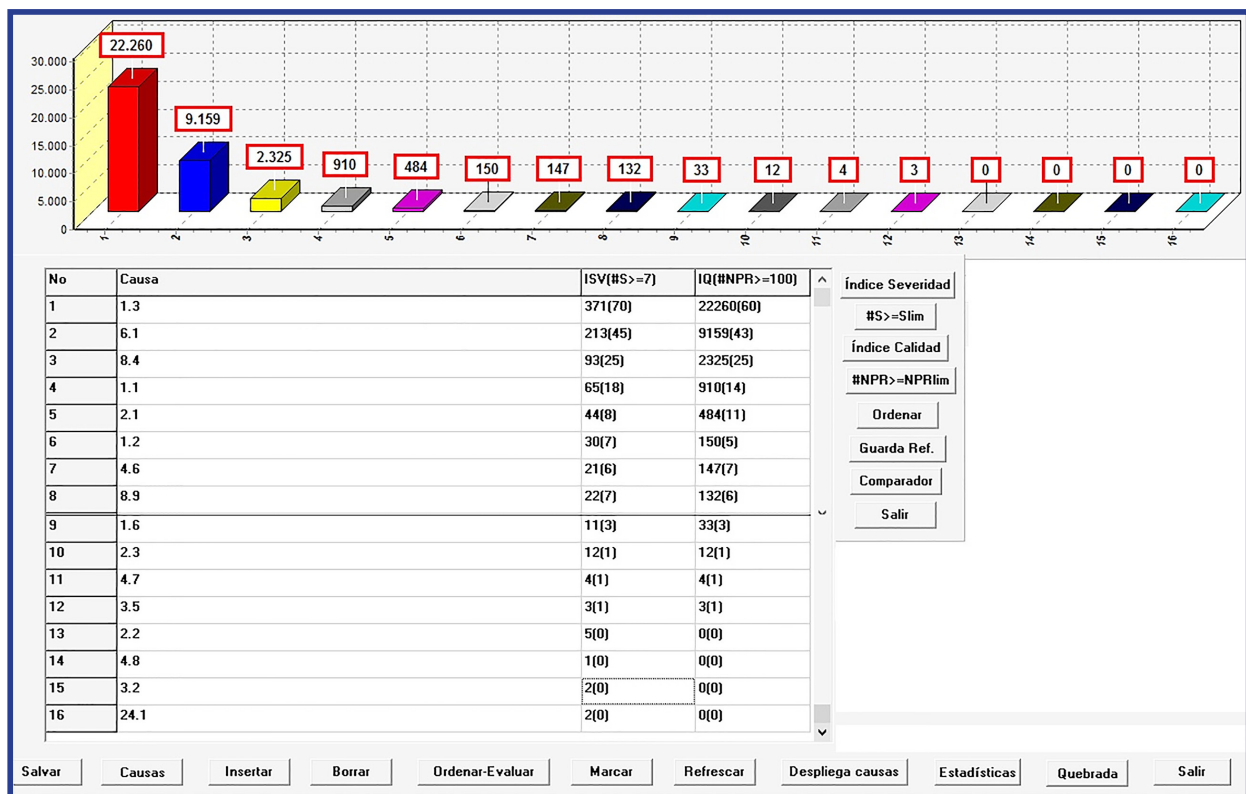 22.260
9.159
2.325
910
484
150
147
132
33
12
4
3
0
0
0
0
30.000
25.000
20.000
15.000
10.000
5.000
0
1 2 3 4 5 6 7 8 9 10 11 12 13 14 15 16
No Causa ISV(#S>=7) IQ(#NPR>=100)
1 1.3 371(70) 22260(60)
2 6.1 213(45) 9159(43)
3 8.4 93(25) 2325(25)
4 1.1 65(18) 910(14)
5 2.1 44(8) 484(11)
6 1.2 30(7) 150(5)
7 4.6 21(6) 147(7)
8 8.9 22(7) 132(6)
9 1.6 11(3) 33(3)
10 2.3 12(1) 12(1)
11 4.7 4(1) 4(1)
12 3.5 3(1) 3(1)
13 2.2 5(0) 0(0)
14 4.8 1(0) 0(0)
15 3.2 2(0) 0(0)
16 24.1 2(0) 0(0)
Índice Severidad
#S>=Slim
Índice Calidad
#NPR>=NPRlim
Ordenar
Guarda Ref.
Comparador
Salir
Salvar Causas Insertar Borrar Ordenar-Evaluar Marcar Refrescar Despliega causas Estadísticas Quebrada Salir